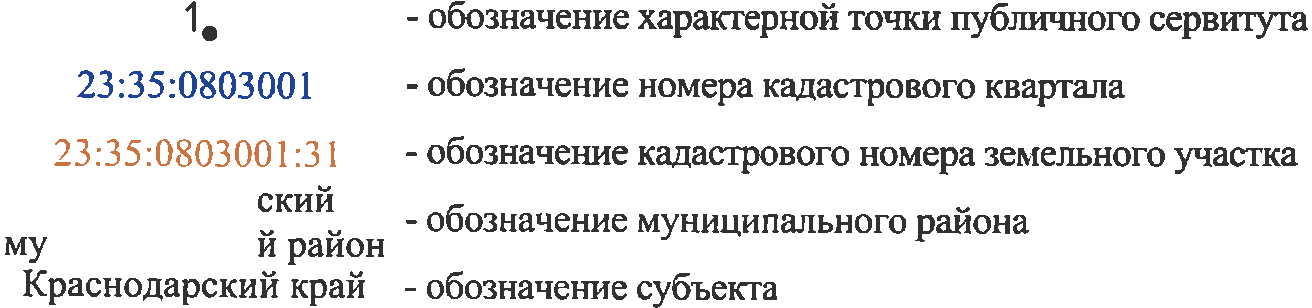 1. - обозначение характерной точки публичного сервитута
23:35:0803001 - обозначение номера кадастрового квартала
23:35:0803001:31 - обозначение кадастрового номера земельного участка
ский
му й район - обозначение муниципального района
Краснодарский край - обозначение субъекта